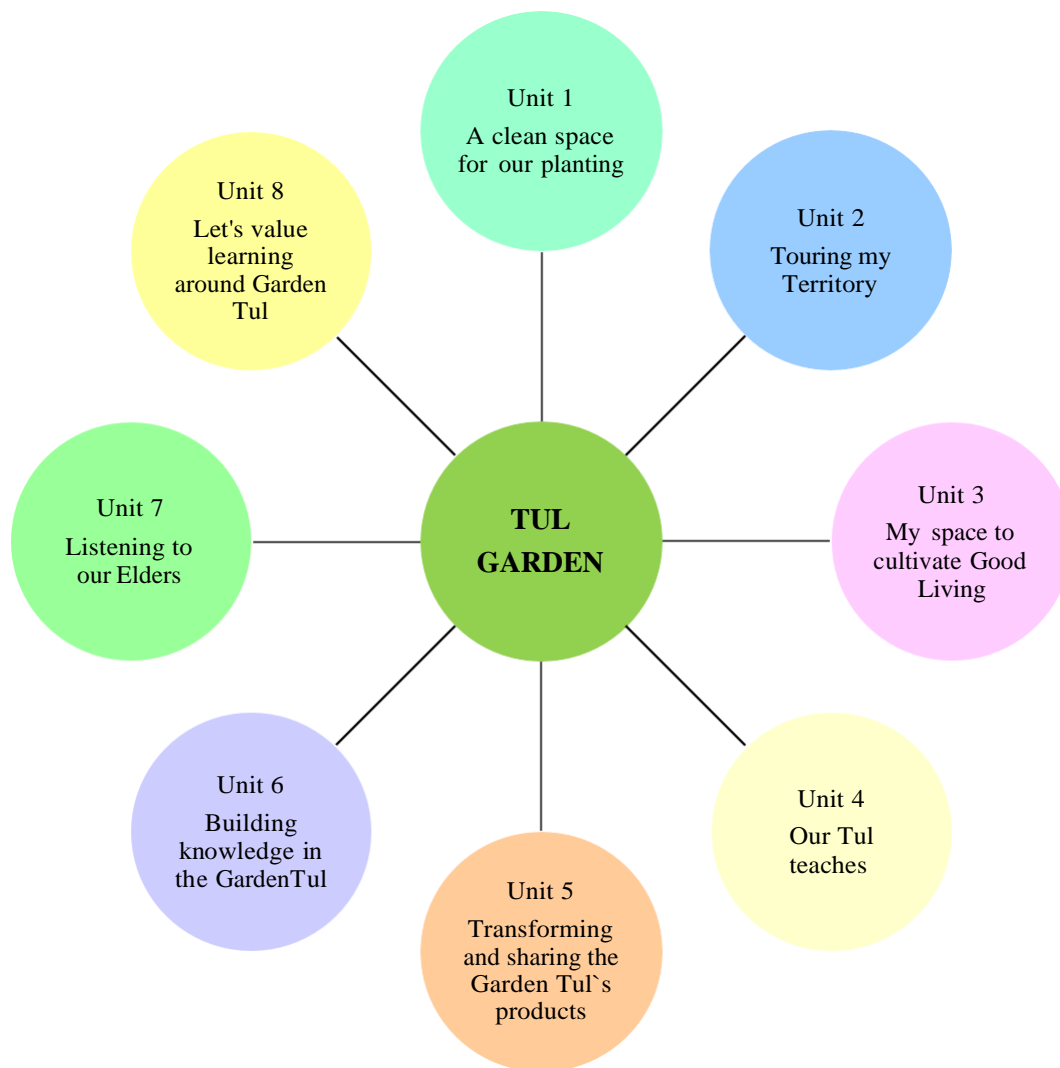 Unit 1
A clean space
for our planting
Unit 2
Touring my
Territory
Unit 3
My space to
cultivate Good
Living
Unit 4
Our Tul
teaches
Unit 5
Transforming
and sharing the
Garden Tul`s
products
Unit 6
Building
knowledge in
the GardenTul
Unit 7
Listening to
our Elders
Unit 8
Let's value
learning
around Garden
Tul
TUL
GARDEN